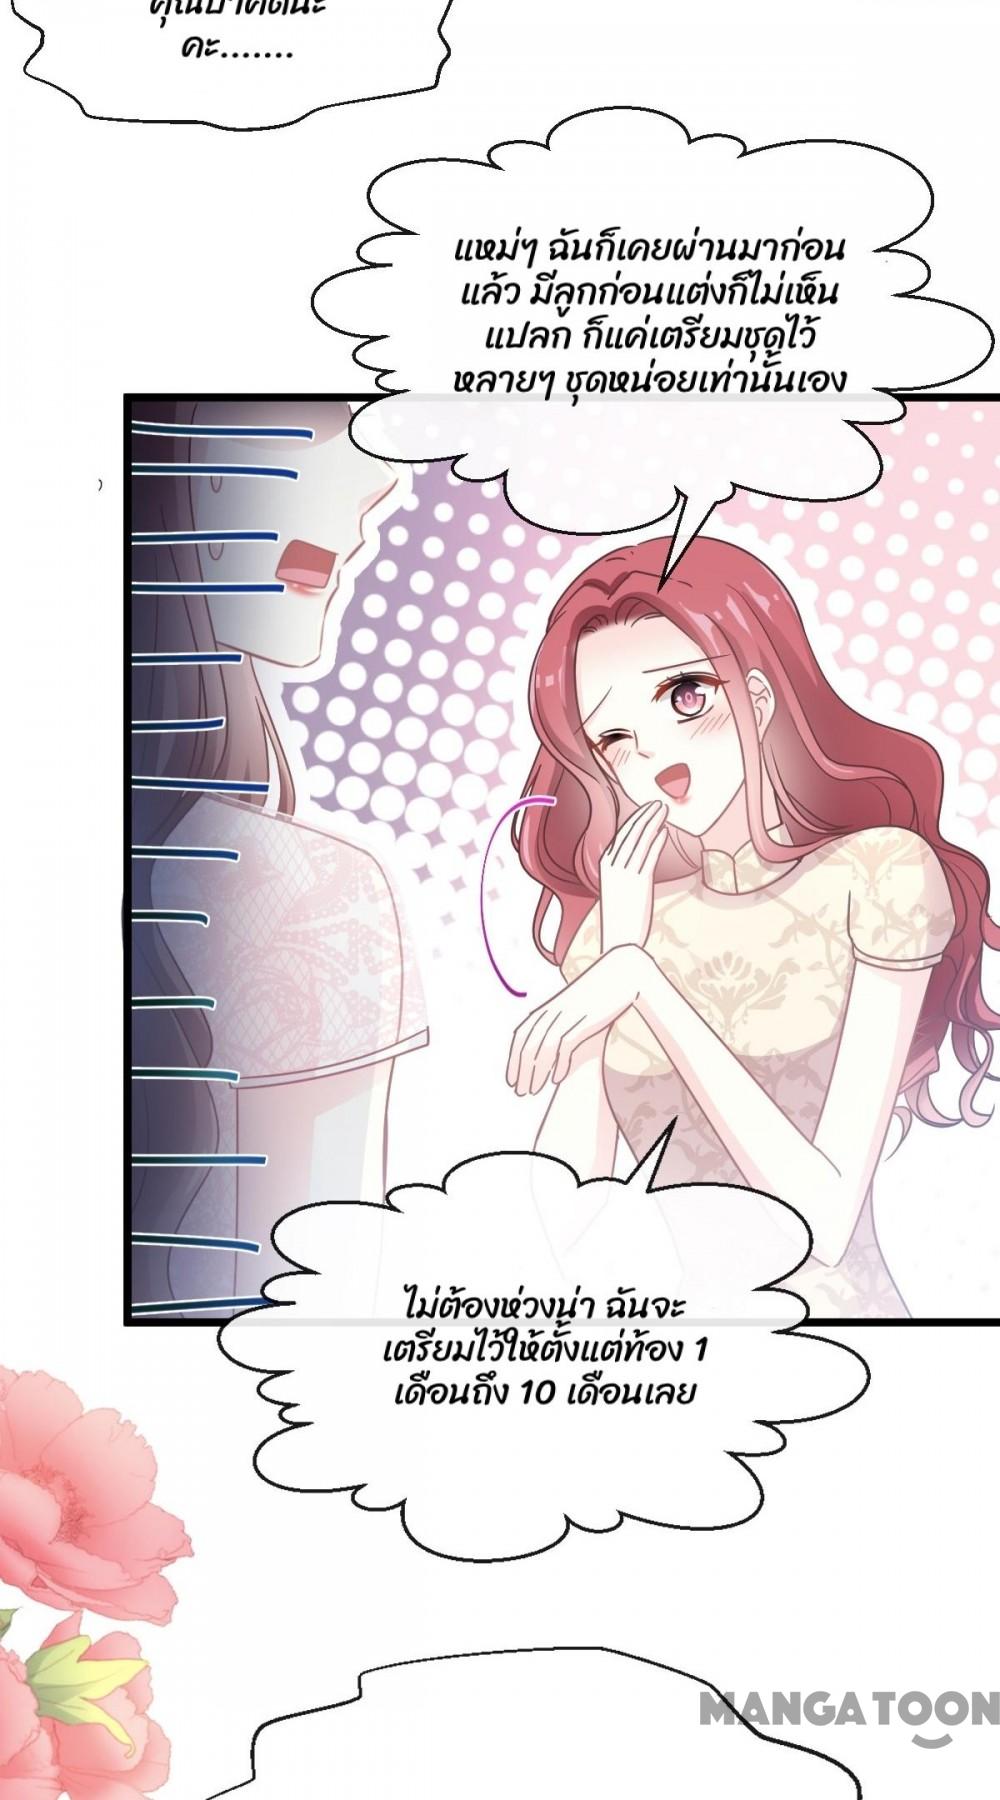 คะ.......
แหม่ๆ ฉันก็เคยผ่านมาก่อน
แล้ว มีลูกก่อนแต่งก็ไม่เห็น
แปลก ก็แค่เตรียมชุดไว้
หลายๆ ชุดหน่อยเท่านั้นเอง
ไม่ต้องห่วงน่า ฉันจะ
เตรียมไว้ให้ตั้งแต่ท้อง 1
เดือนถึง 10 เดือนเลย
MANGATOON